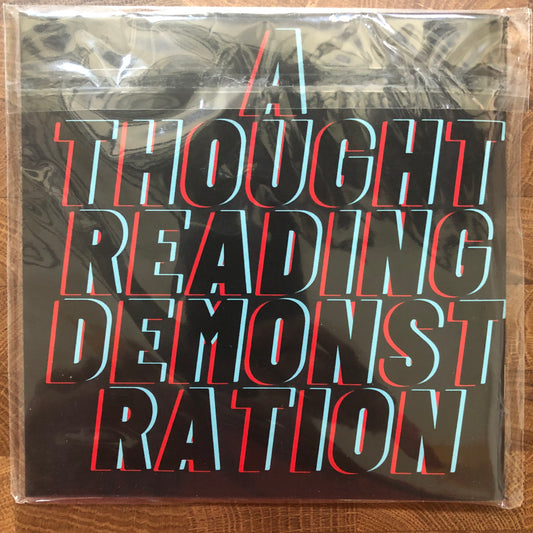 A
THOUGHT
READING
DEMONST
RATION